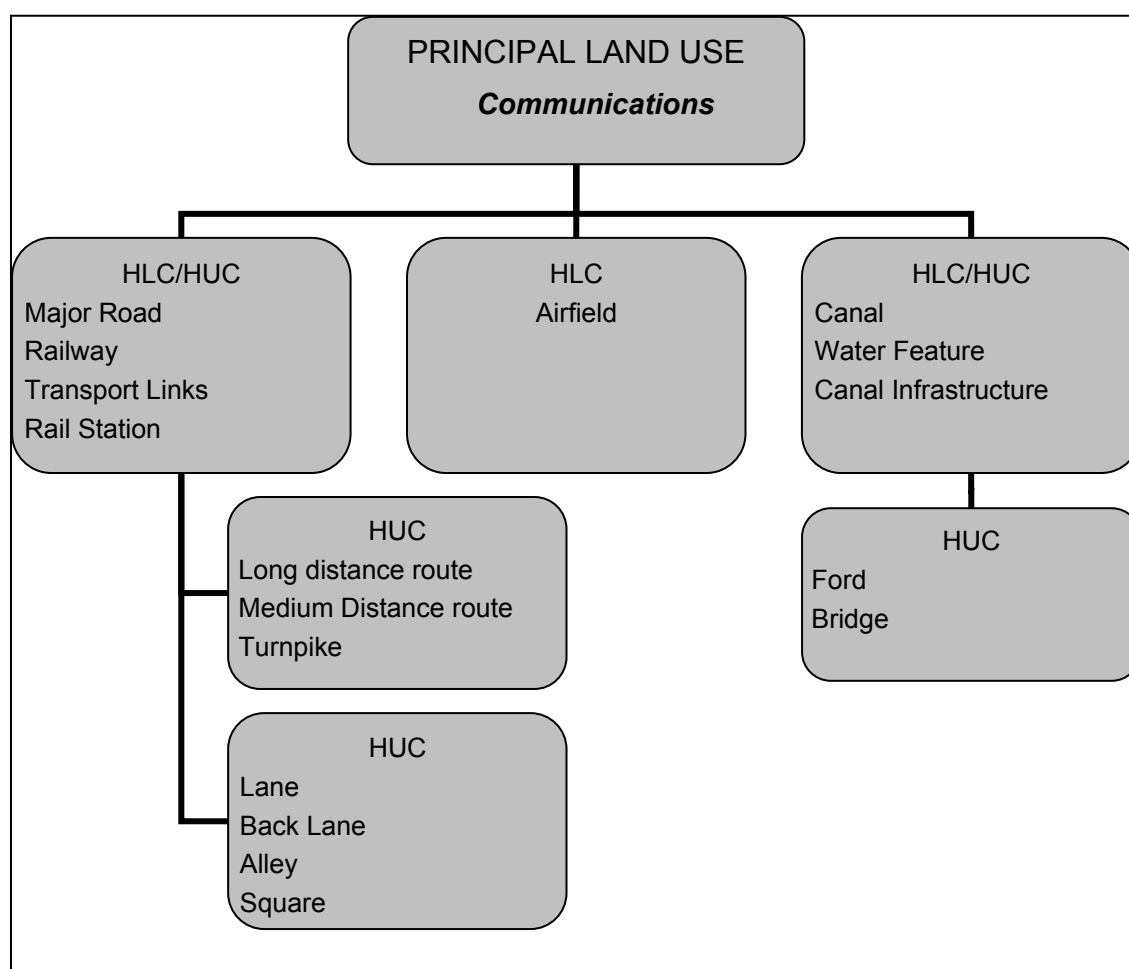 PRINCIPAL LAND USE
Communications
HLC/HUC
Major Road
Railway
Transport Links
Rail Station
HLC
Airfield
HLC/HUC
Canal
Water Feature
Canal Infrastructure
HUC
Long distance route
Medium Distance route
Turnpike
HUC
Ford
Bridge
HUC
Lane
Back Lane
Alley
Square